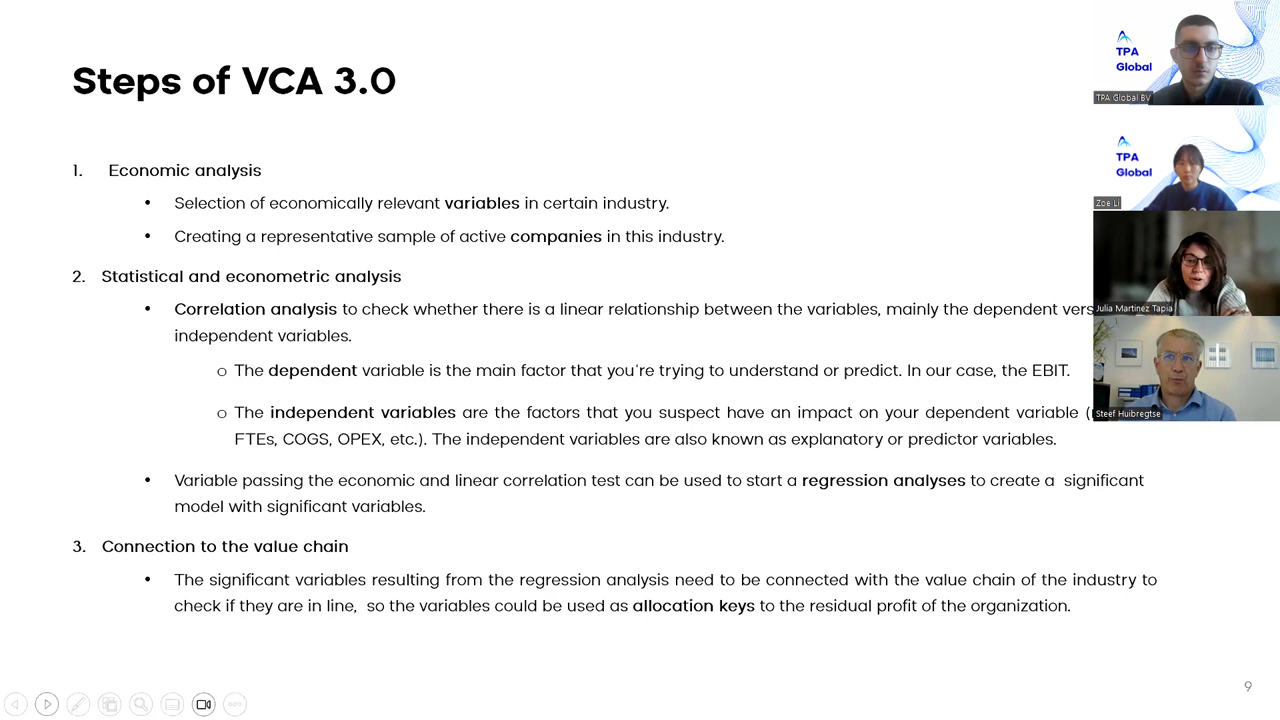 Steps of VCA 3.0
1. Economic analysis
• Selection of economically relevant variables in certain industry.
• Creating a representative sample of active companies in this industry.
2. Statistical and econometric analysis
• Correlation analysis to check whether there is a linear relationship between the variables, mainly the dependent vers
independent variables.
o The dependent variable is the main factor that you're trying to understand or predict. In our case, the EBIT.
o The independent variables are the factors that you suspect have an impact on your dependent variable (
FTEs, COGS, OPEX, etc.). The independent variables are also known as explanatory or predictor variables.
• Variable passing the economic and linear correlation test can be used to start a regression analyses to create a significant
model with significant variables.
3. Connection to the value chain
• The significant variables resulting from the regression analysis need to be connected with the value chain of the industry to
check if they are in line, so the variables could be used as allocation keys to the residual profit of the organization.
9
TPA
Global
TPA Global BV
TPA
Global
Zoe Li
Julia Martinez Tapia
Steef Huibregtse